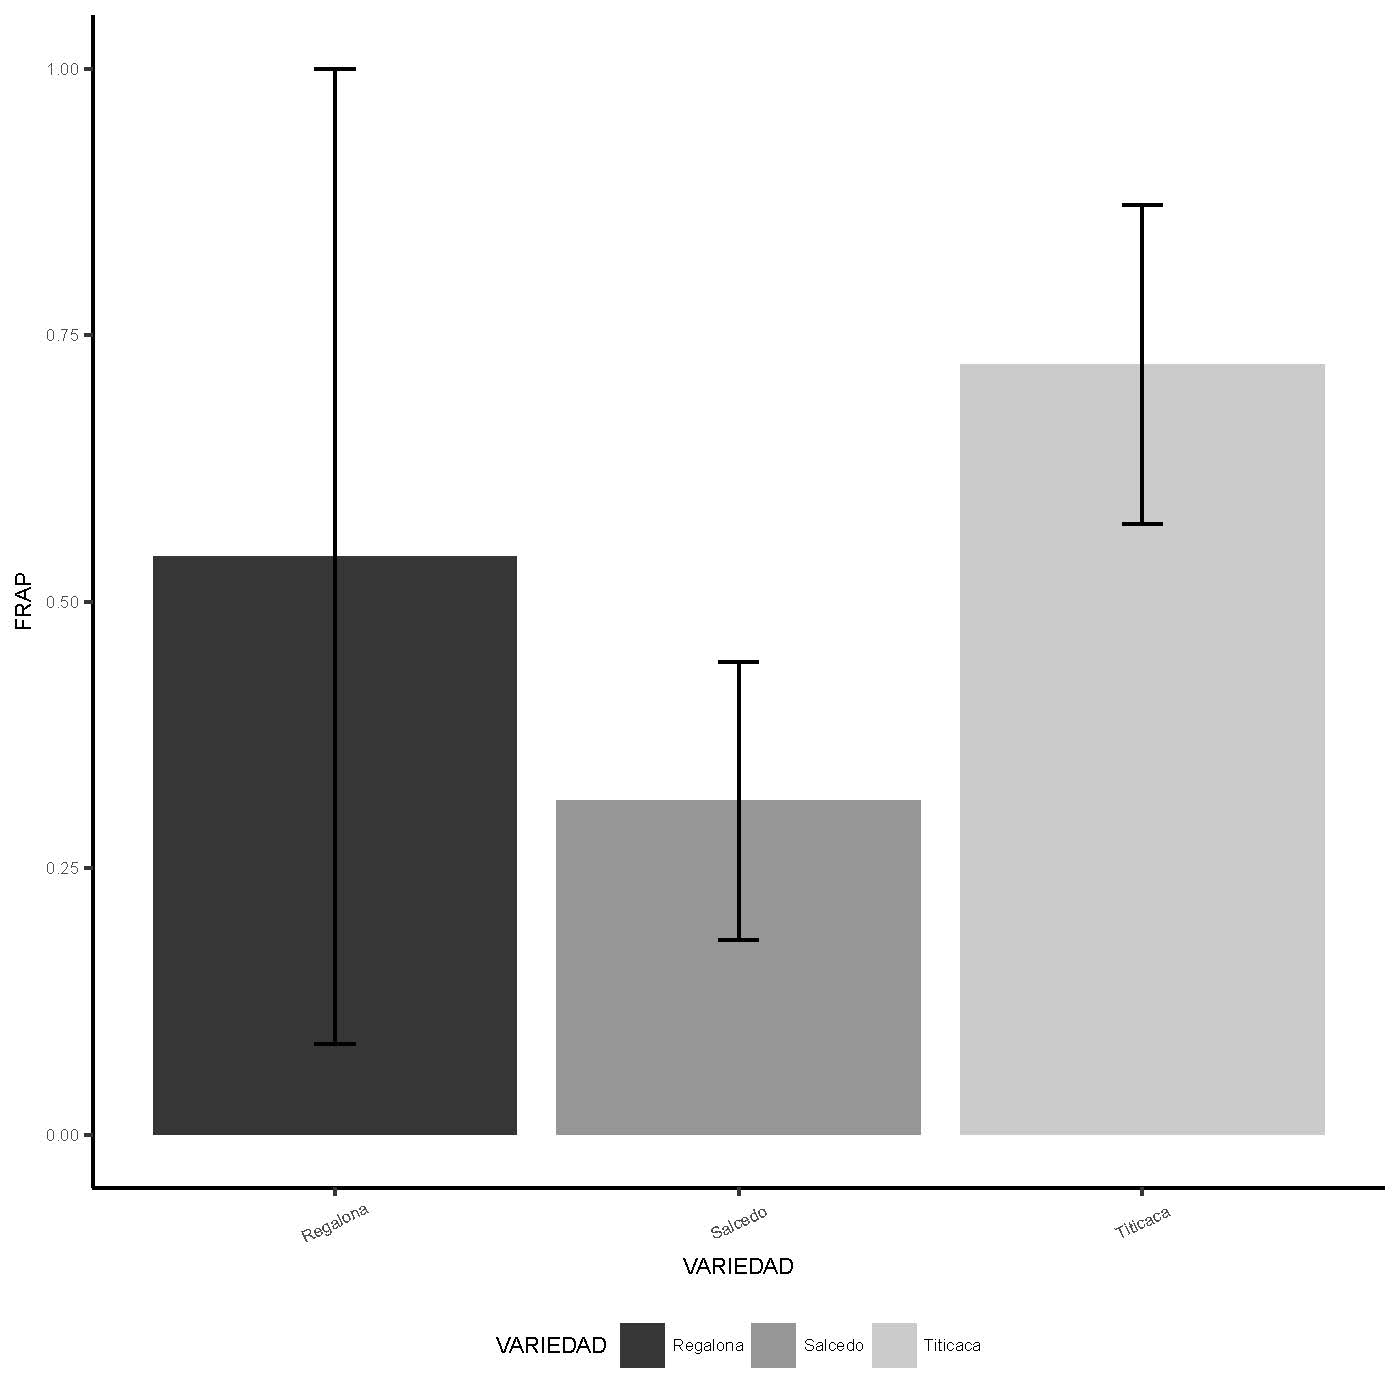 FRAP
1.00
0.75
0.50
0.25
0.00
Regalona Salcedo Titicaca
VARIEDAD
VARIEDAD Regalona Salcedo Titicaca